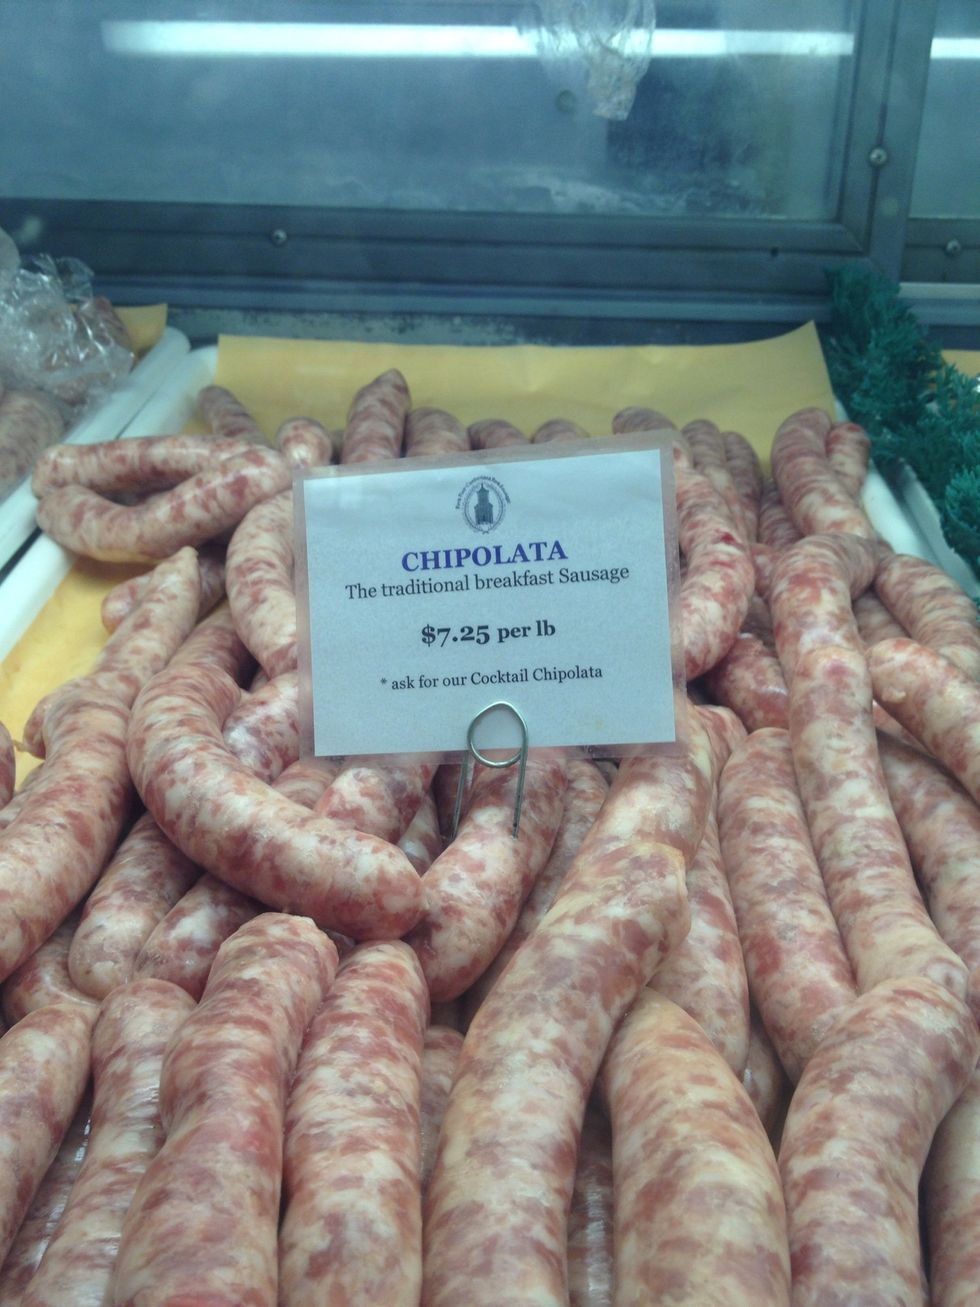 CHIPOLATA
The traditional breakfast Sausage
$7.25 per lb
* ask for our Cocktail Chipolata